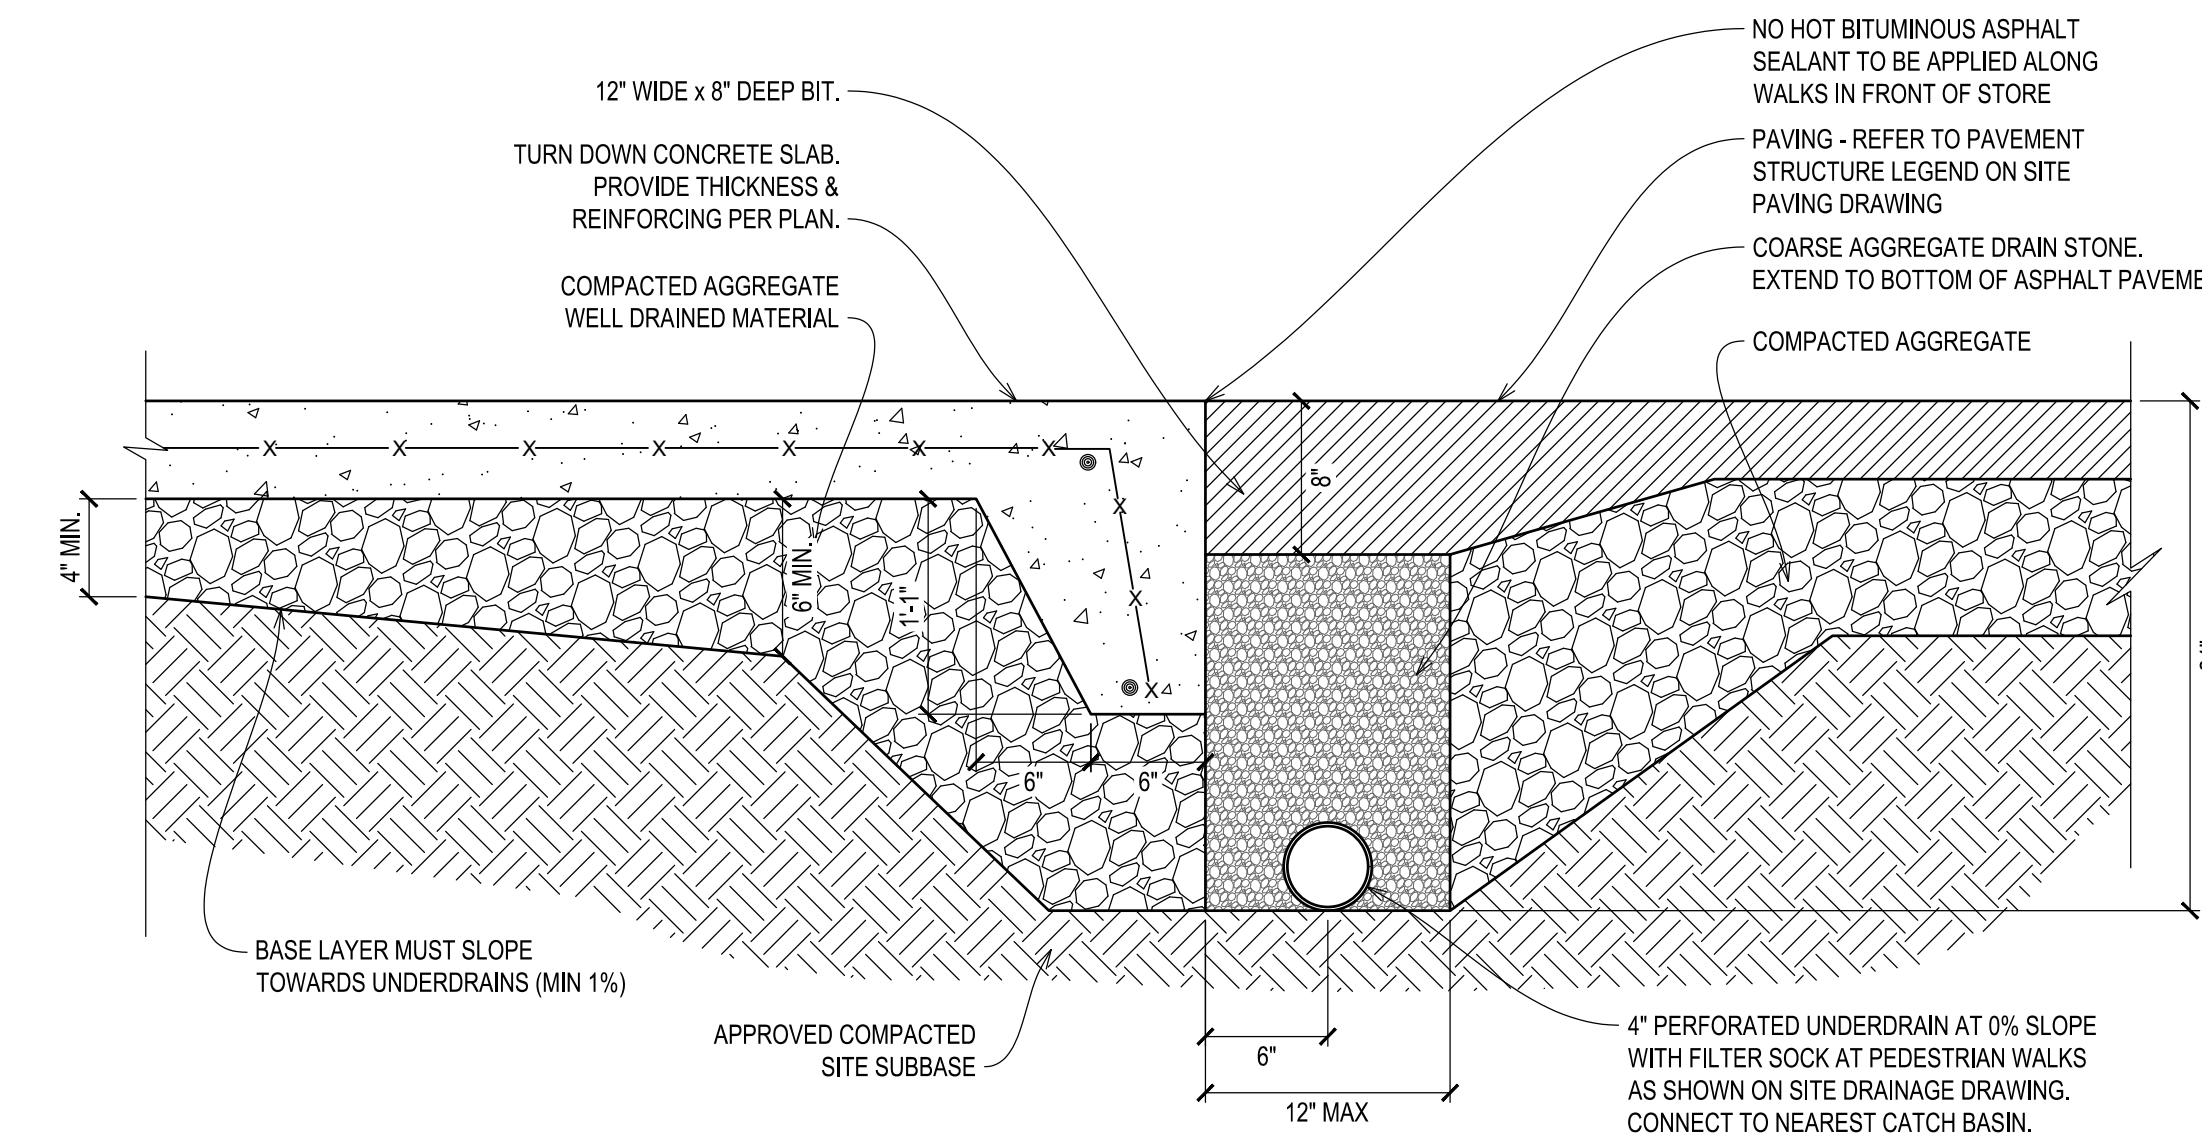 12" WIDE x 8" DEEP BIT.
TURN DOWN CONCRETE SLAB.
PROVIDE THICKNESS &
REINFORCING PER PLAN.
COMPACTED AGGREGATE
WELL DRAINED MATERIAL
NO HOT BITUMINOUS ASPHALT
SEALANT TO BE APPLIED ALONG
WALKS IN FRONT OF STORE
PAVING - REFER TO PAVEMENT
STRUCTURE LEGEND ON SITE
PAVING DRAWING
COARSE AGGREGATE DRAIN STONE.
EXTEND TO BOTTOM OF ASPHALT PAVEME
COMPACTED AGGREGATE
X X X X X X X
X
X
X
8"
4" MIN.
6" MIN.
1'-1"
6"
6"
BASE LAYER MUST SLOPE
TOWARDS UNDERDRAINS (MIN 1%)
APPROVED COMPACTED
SITE SUBBASE
6"
12" MAX
4" PERFORATED UNDERDRAIN AT 0% SLOPE
WITH FILTER SOCK AT PEDESTRIAN WALKS
AS SHOWN ON SITE DRAINAGE DRAWING.
CONNECT TO NEAREST CATCH BASIN.